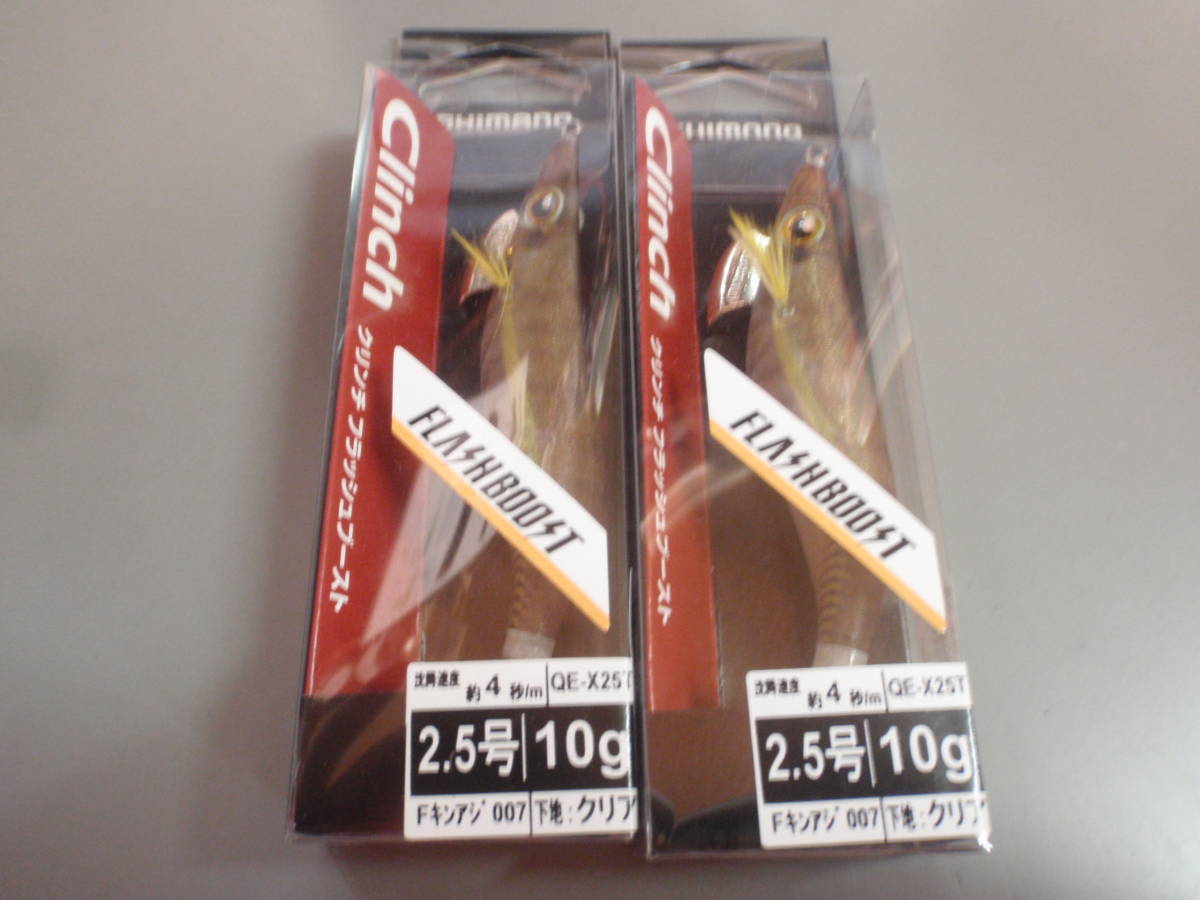 SHIMANO
Clinch
クリンチ フラッシュブースト
FLASHBOOST
沈降速度 約4 秒/m QE-X25T
2.5号 10g
Fキンアジ 007 下地:クリア
SHIMANO
Clinch
クリンチ フラッシュブースト
FLASHBOOST
沈降速度 約4 秒/m QE-X25T
2.5号 10g
Fキンアジ 007 下地:クリア